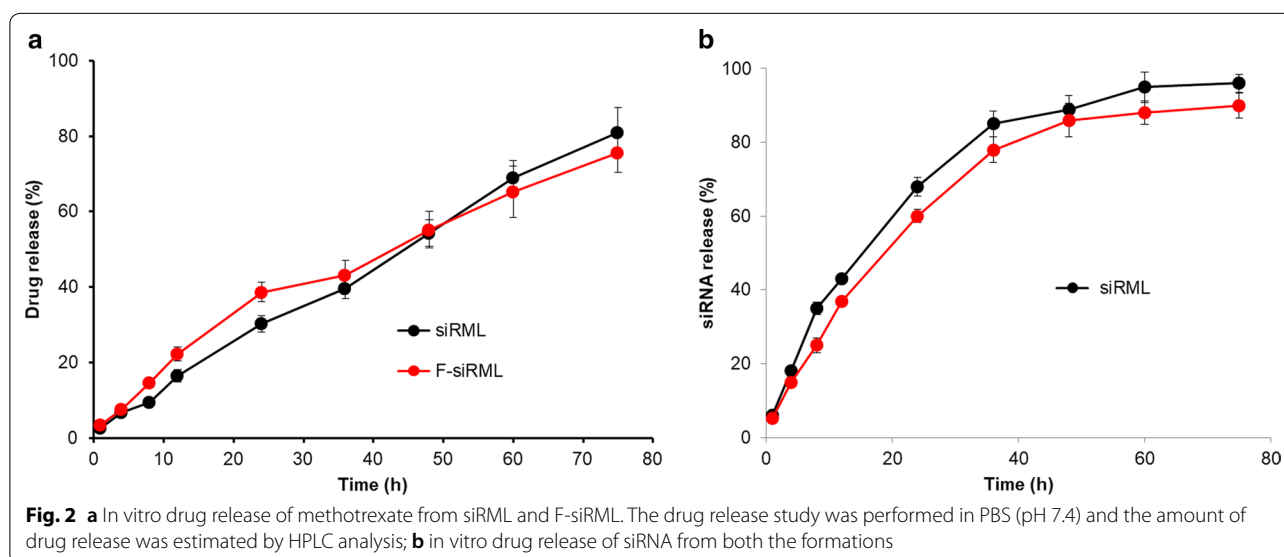 a
100
80
60
40
20
0
Drug release (%)
siRML
F-siRML
0 10 20 30 40 50 60 70 80
Time (h)
b
100
80
60
40
20
0
siRNA release (%)
siRML
0 20 40 60 80
Time (h)
Fig. 2 a In vitro drug release of methotrexate from siRML and F-siRML. The drug release study was performed in PBS (pH 7.4) and the amount of
drug release was estimated by HPLC analysis; b in vitro drug release of siRNA from both the formations